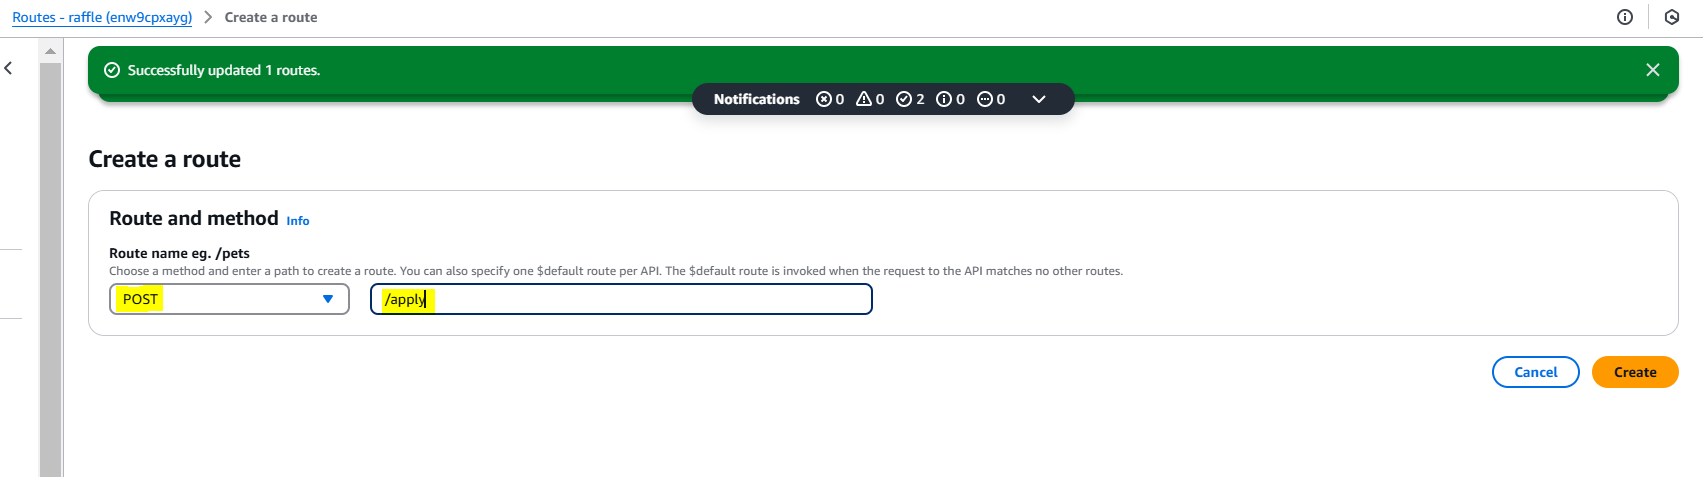 Routes - raffle (enw9cpxayg) > Create a route
Successfully updated 1 routes.
Notifications 0 0 2 0 0
Create a route
Route and method Info
Route name eg. /pets
Choose a method and enter a path to create a route. You can also specify one $default route per API. The $default route is invoked when the request to the API matches no other routes.
POST /apply
Cancel Create